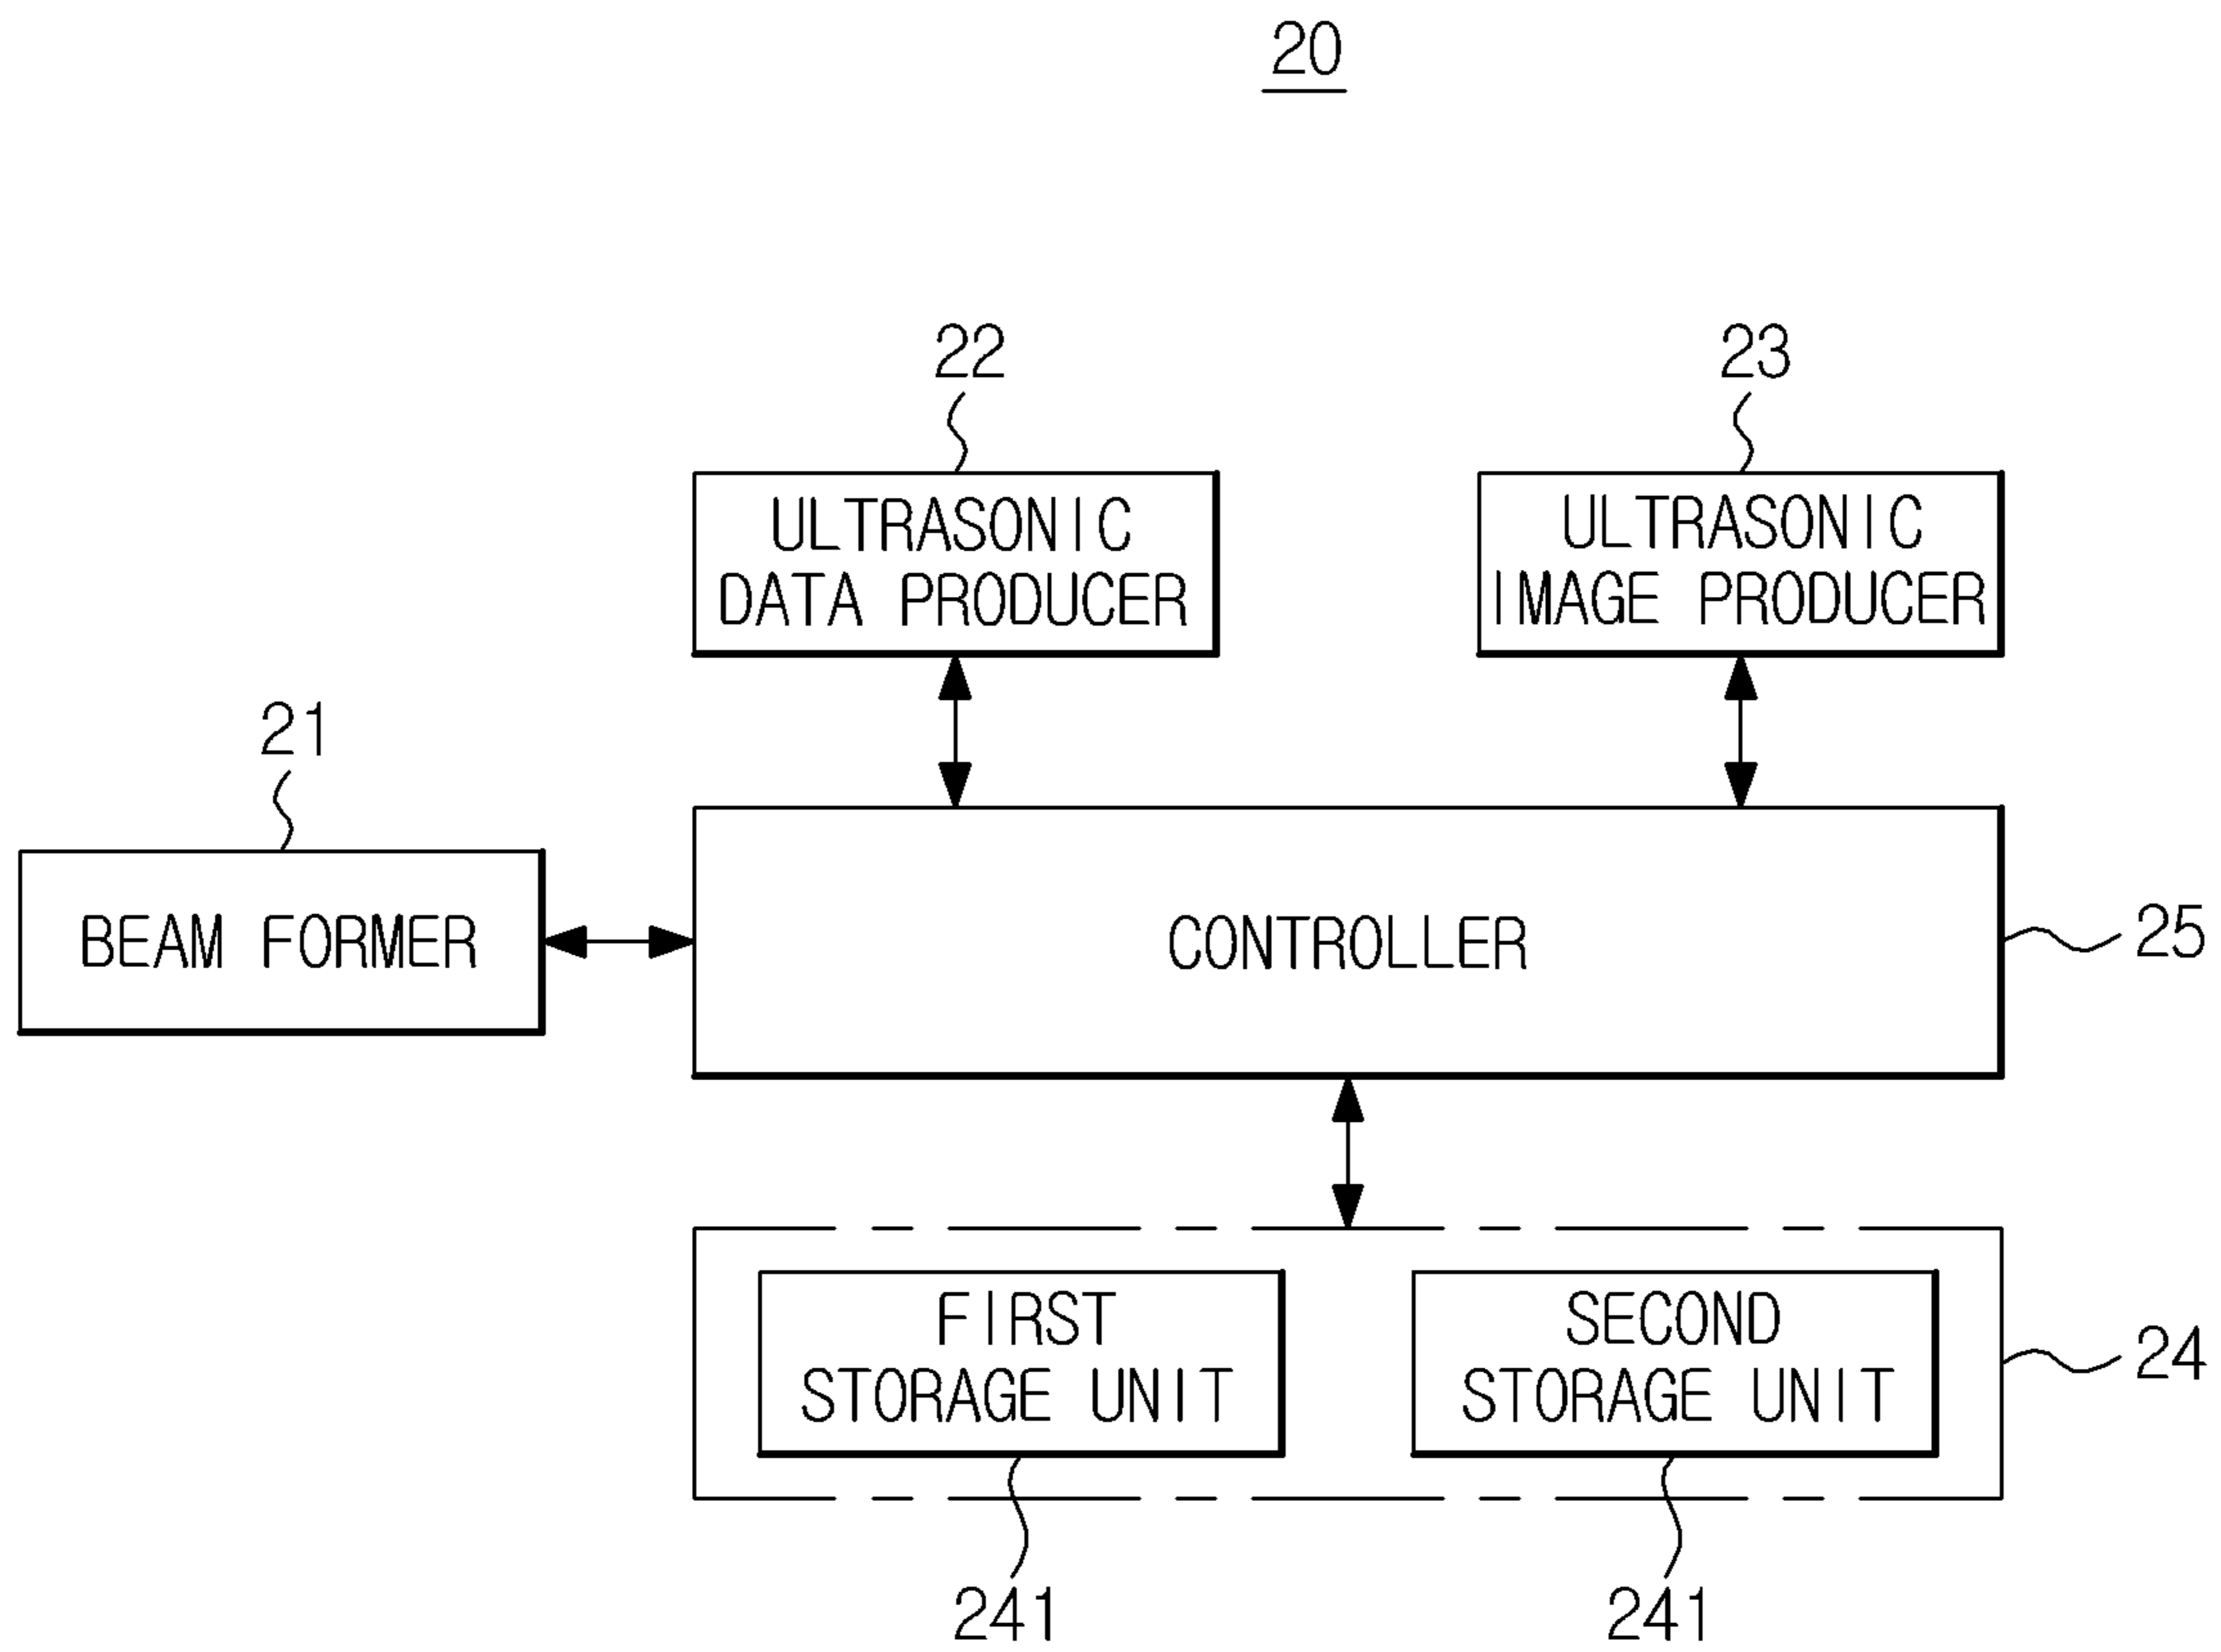 20
22
23
ULTRASONIC
DATA PRODUCER
ULTRASONIC
IMAGE PRODUCER
21
BEAM FORMER
CONTROLLER
25
FIRST
STORAGE UNIT
SECOND
STORAGE UNIT
24
241
241